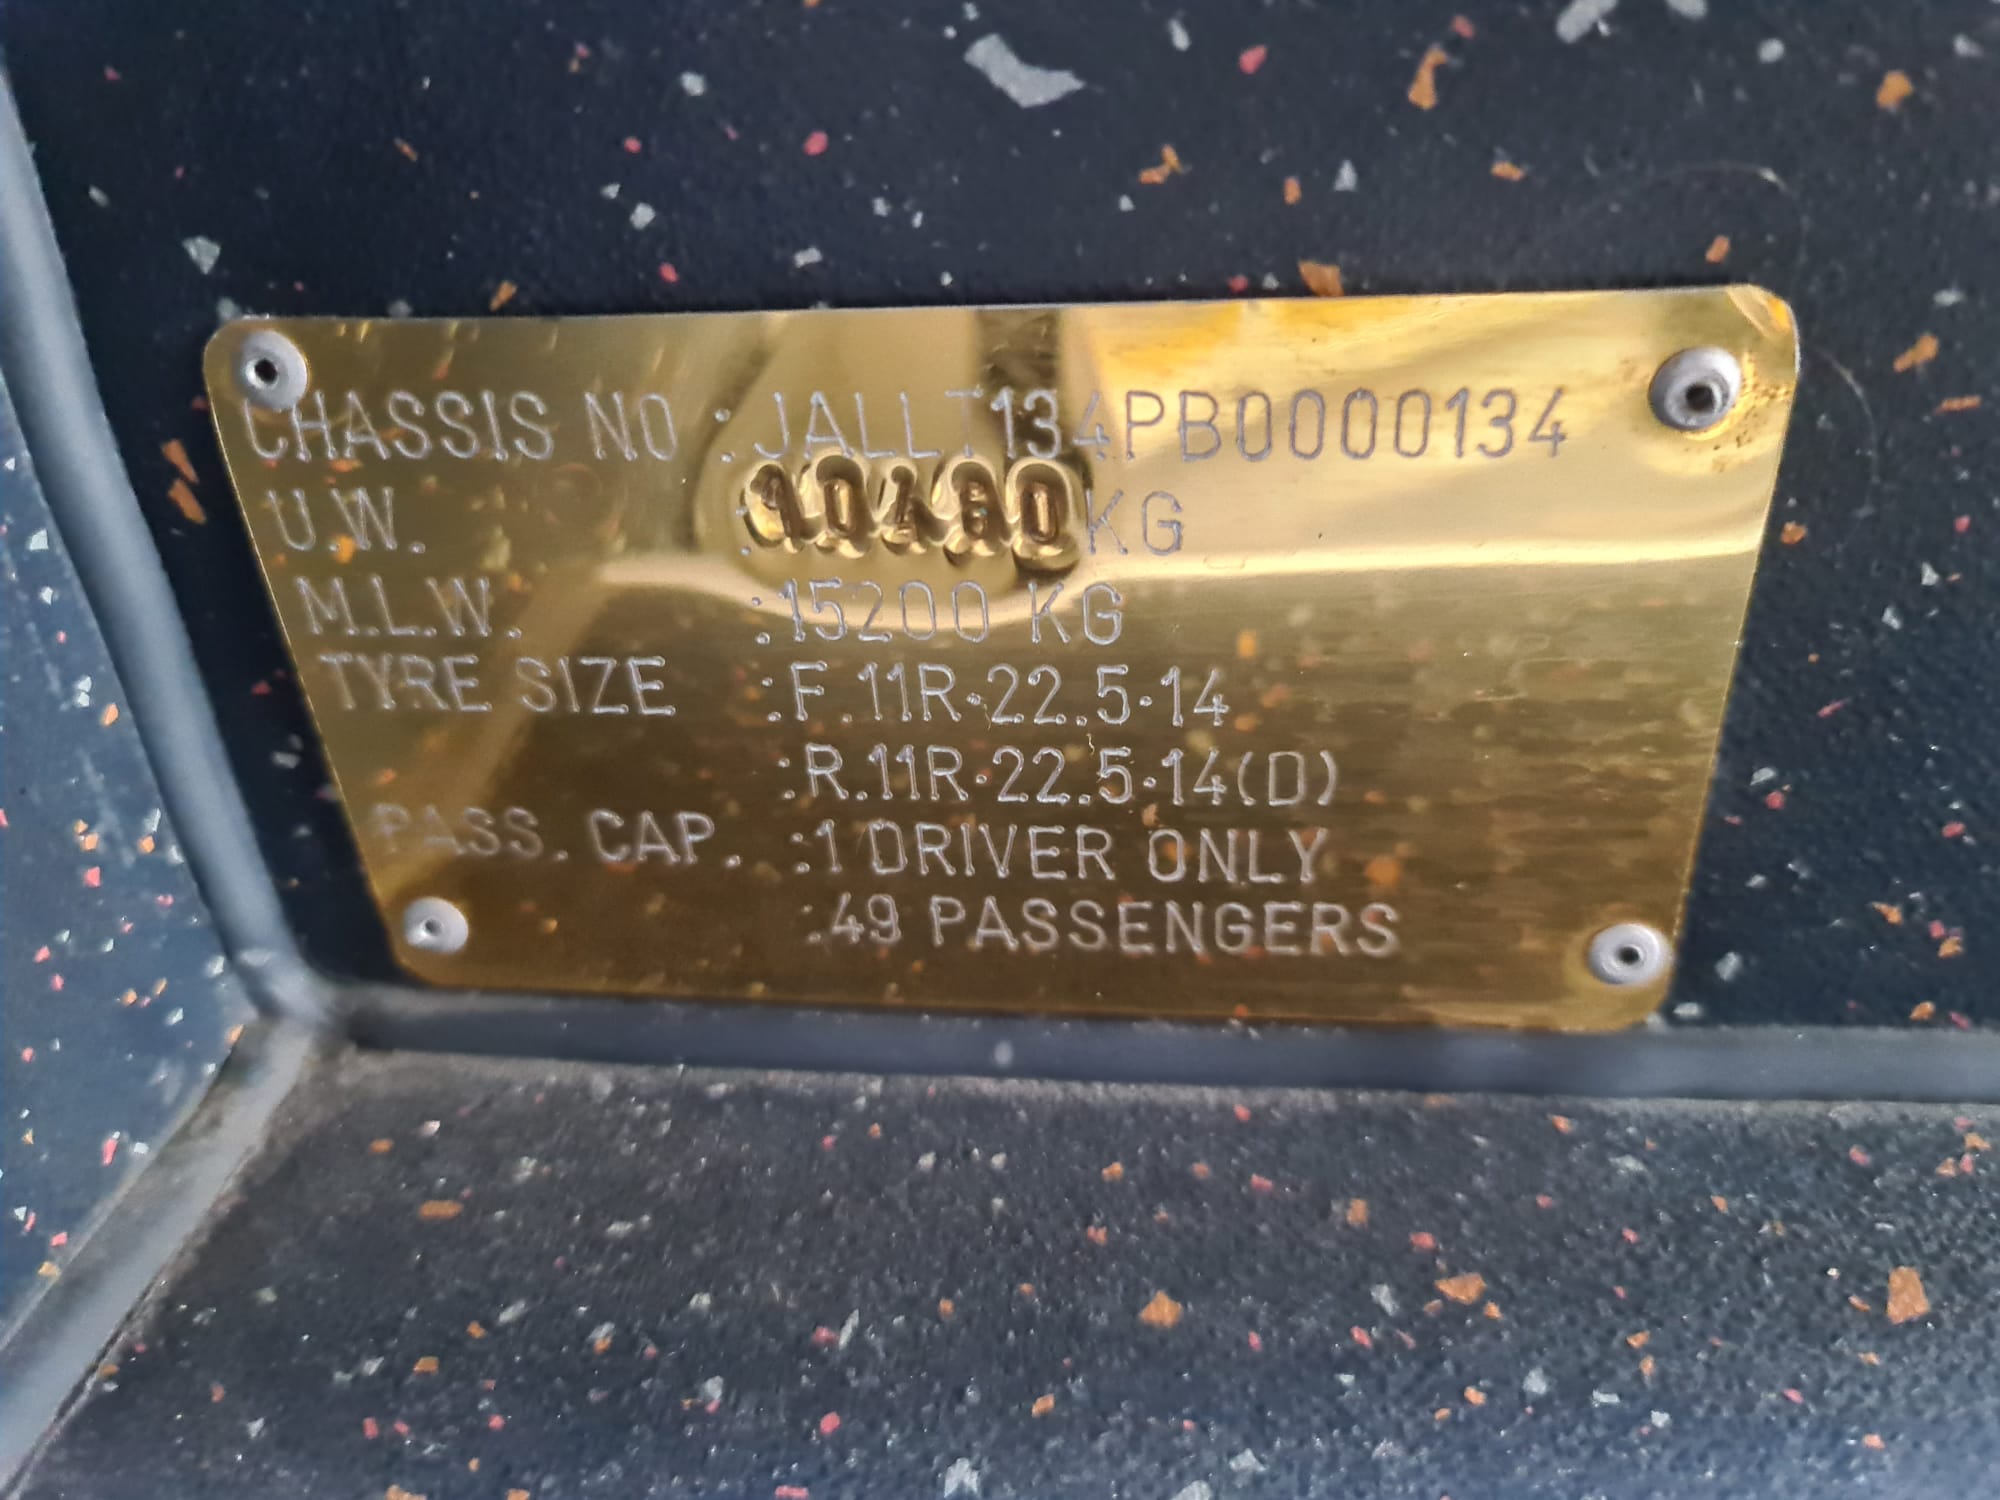 CHASSIS NO : JALLT134PB0000134
U.W. : 10480 KG
M.L.W. : 15200 KG
TYRE SIZE : F.11R·22.5·14
: R.11R·22.5·14(D)
PASS. CAP. : 1 DRIVER ONLY
: 49 PASSENGERS